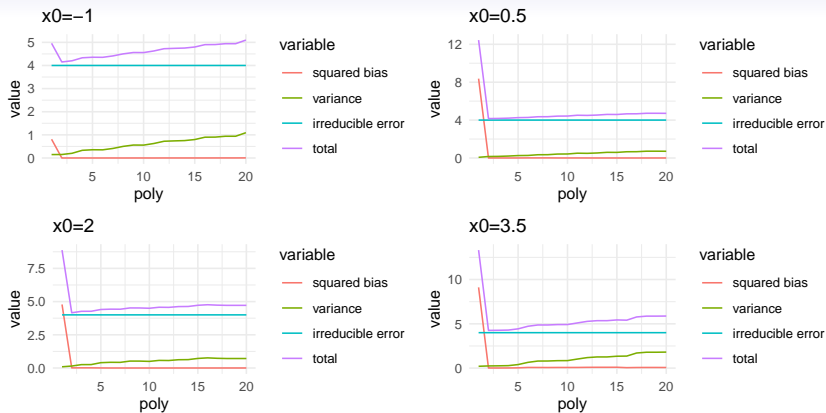 x0=−1
value
5
4
3
2
1
0
5 10 15 20
poly
variable
squared bias
variance
irreducible error
total
x0=0.5
value
12
8
4
0
5 10 15 20
poly
variable
squared bias
variance
irreducible error
total
x0=2
value
7.5
5.0
2.5
0.0
5 10 15 20
poly
variable
squared bias
variance
irreducible error
total
x0=3.5
value
10
5
0
5 10 15 20
poly
variable
squared bias
variance
irreducible error
total